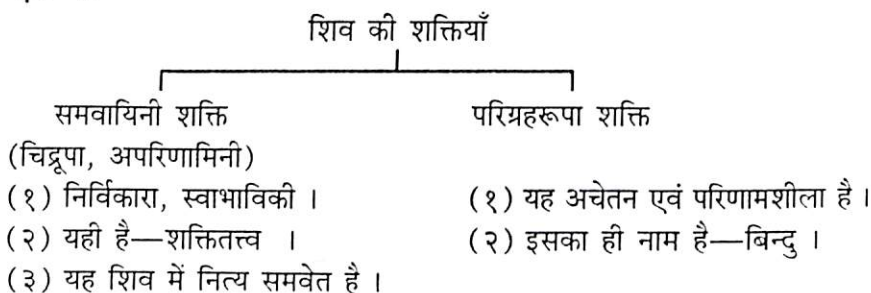 शिव की शक्तियाँ
समवायिनी शक्ति
(चिद्रूपा, अपरिणामिनी)
(१) निर्विकारा, स्वाभाविकी ।
(२) यही है—शक्तितत्त्व ।
(३) यह शिव में नित्य समवेत है ।
परिग्रहरूपा शक्ति
(१) यह अचेतन एवं परिणामशीला है ।
(२) इसका ही नाम है—बिन्दु ।